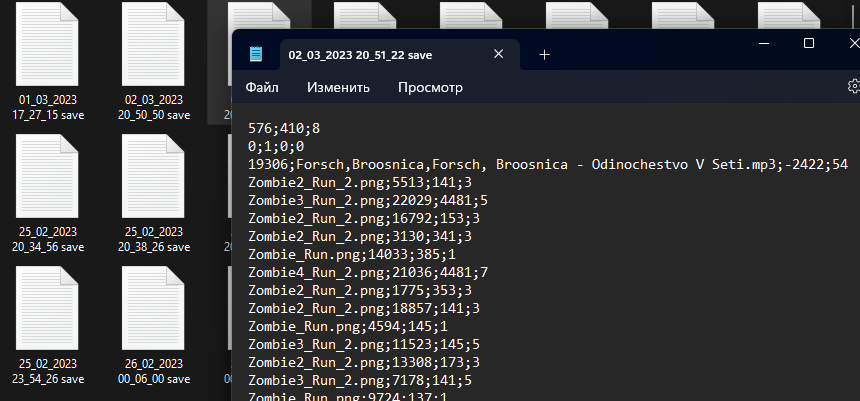 01_03_2023
17_27_15 save
02_03_2023
20_50_50 save
25_02_2023
20_34_56 save
25_02_2023
20_38_26 save
25_02_2023
23_54_26 save
26_02_2023
00_06_00 save
02_03_2023 20_51_22 save
Файл Изменить Просмотр
576;410;8
0;1;0;0
19306;Forsch,Broosnica,Forsch, Broosnica - Odinochestvo V Seti.mp3;-2422;54
Zombie2_Run_2.png;5513;141;3
Zombie3_Run_2.png;22029;4481;5
Zombie2_Run_2.png;16792;153;3
Zombie2_Run_2.png;3130;341;3
Zombie_Run.png;14033;385;1
Zombie4_Run_2.png;21036;4481;7
Zombie2_Run_2.png;1775;353;3
Zombie2_Run_2.png;18857;141;3
Zombie_Run.png;4594;145;1
Zombie3_Run_2.png;11523;145;5
Zombie2_Run_2.png;13308;173;3
Zombie3_Run_2.png;7178;141;5
Zombie_Run.png;9724;137;1